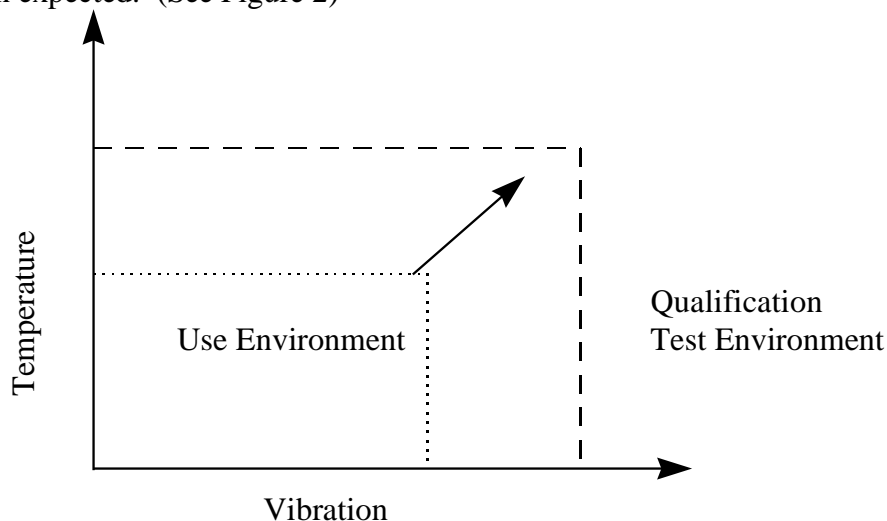 expected. (See Figure 2)
Temperature
Use Environment
Qualification
Test Environment
Vibration